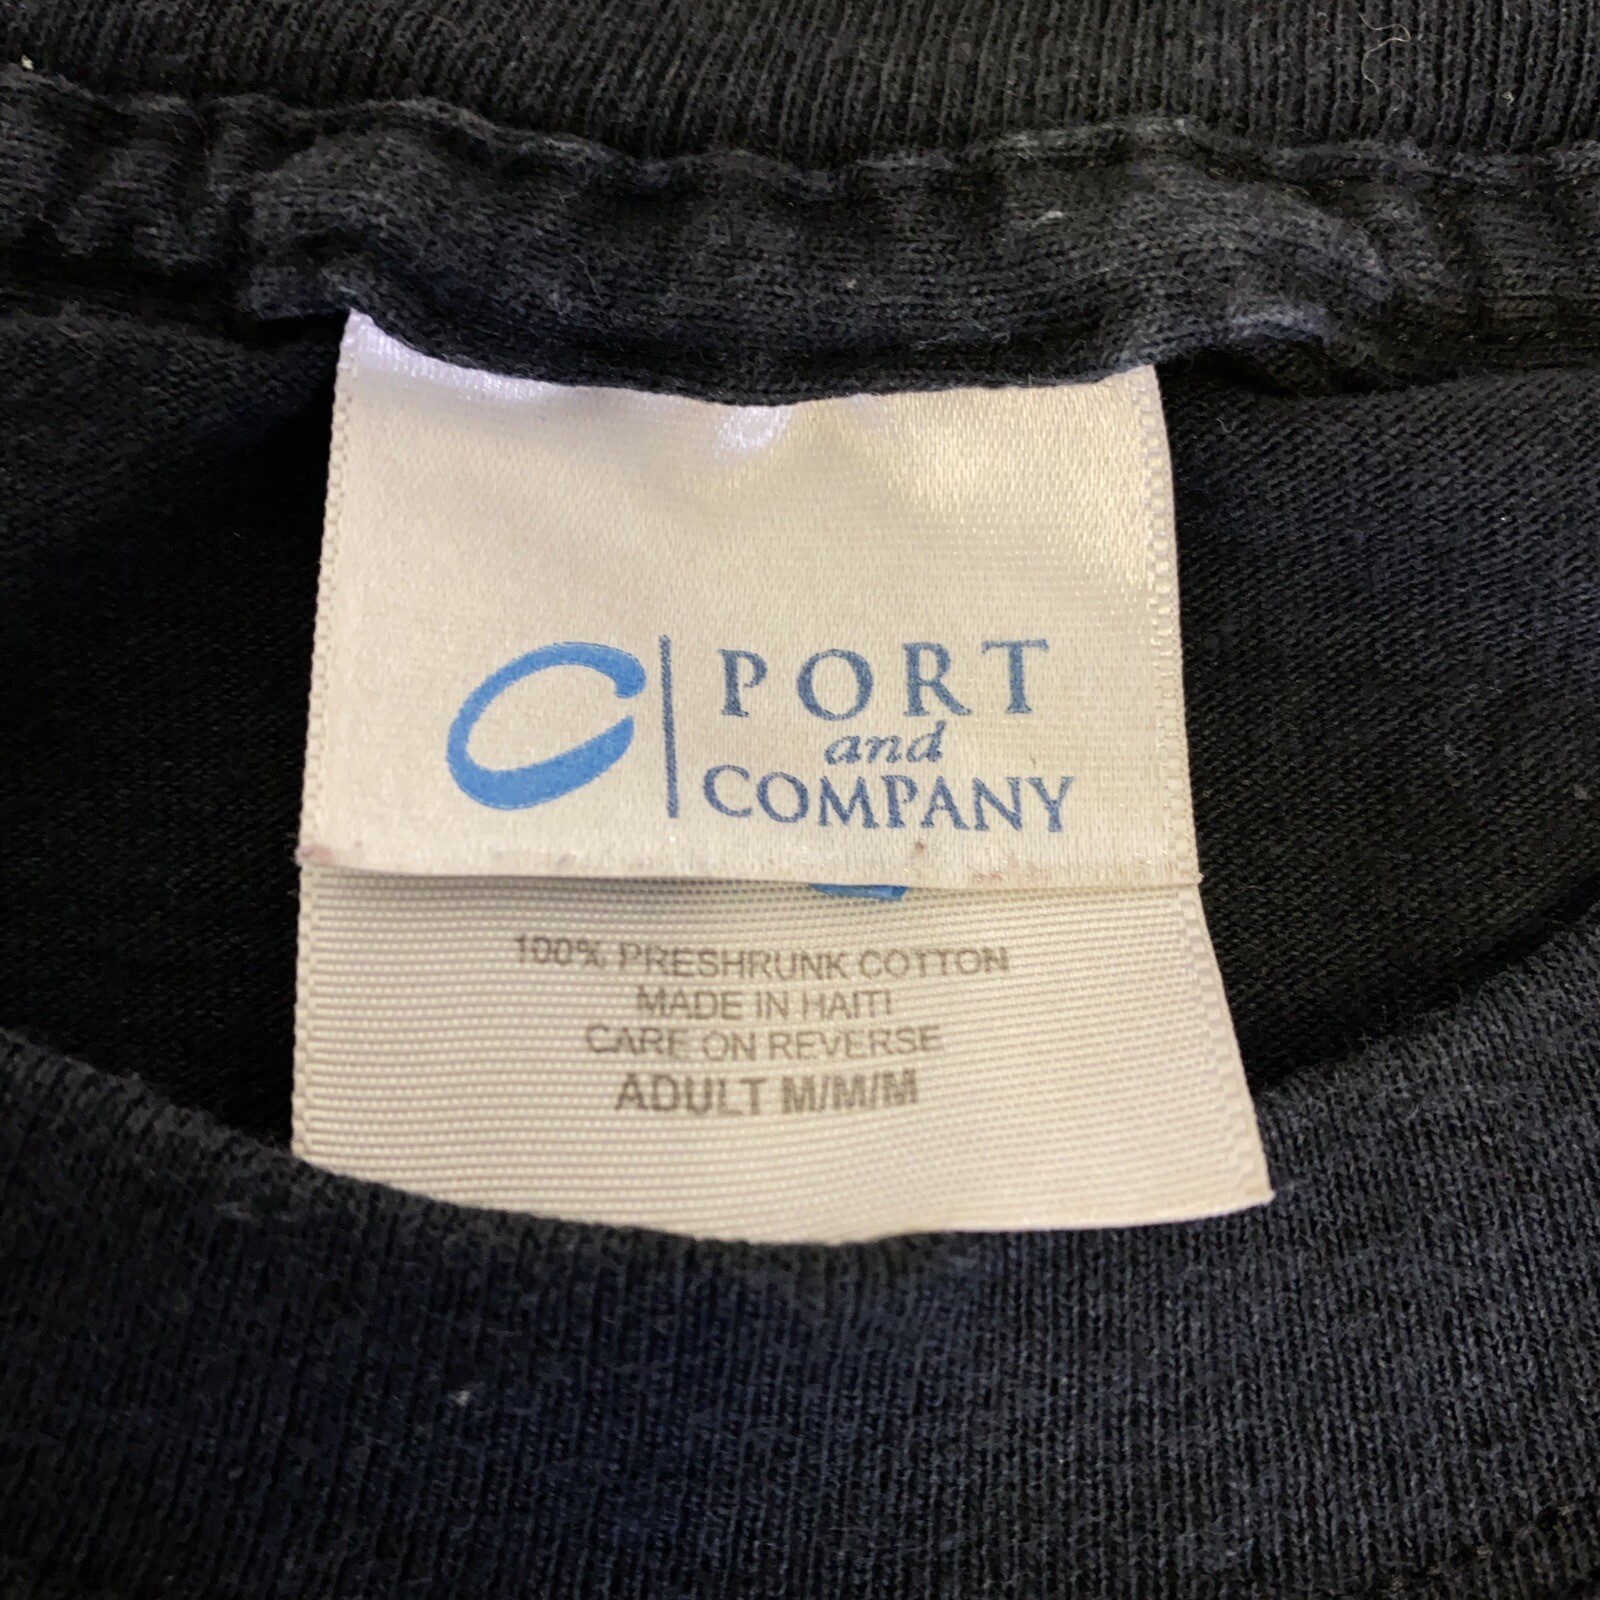 PORT
and
COMPANY
100% PRESHRUNK COTTON
MADE IN HAITI
CARE ON REVERSE
ADULT M/M/M